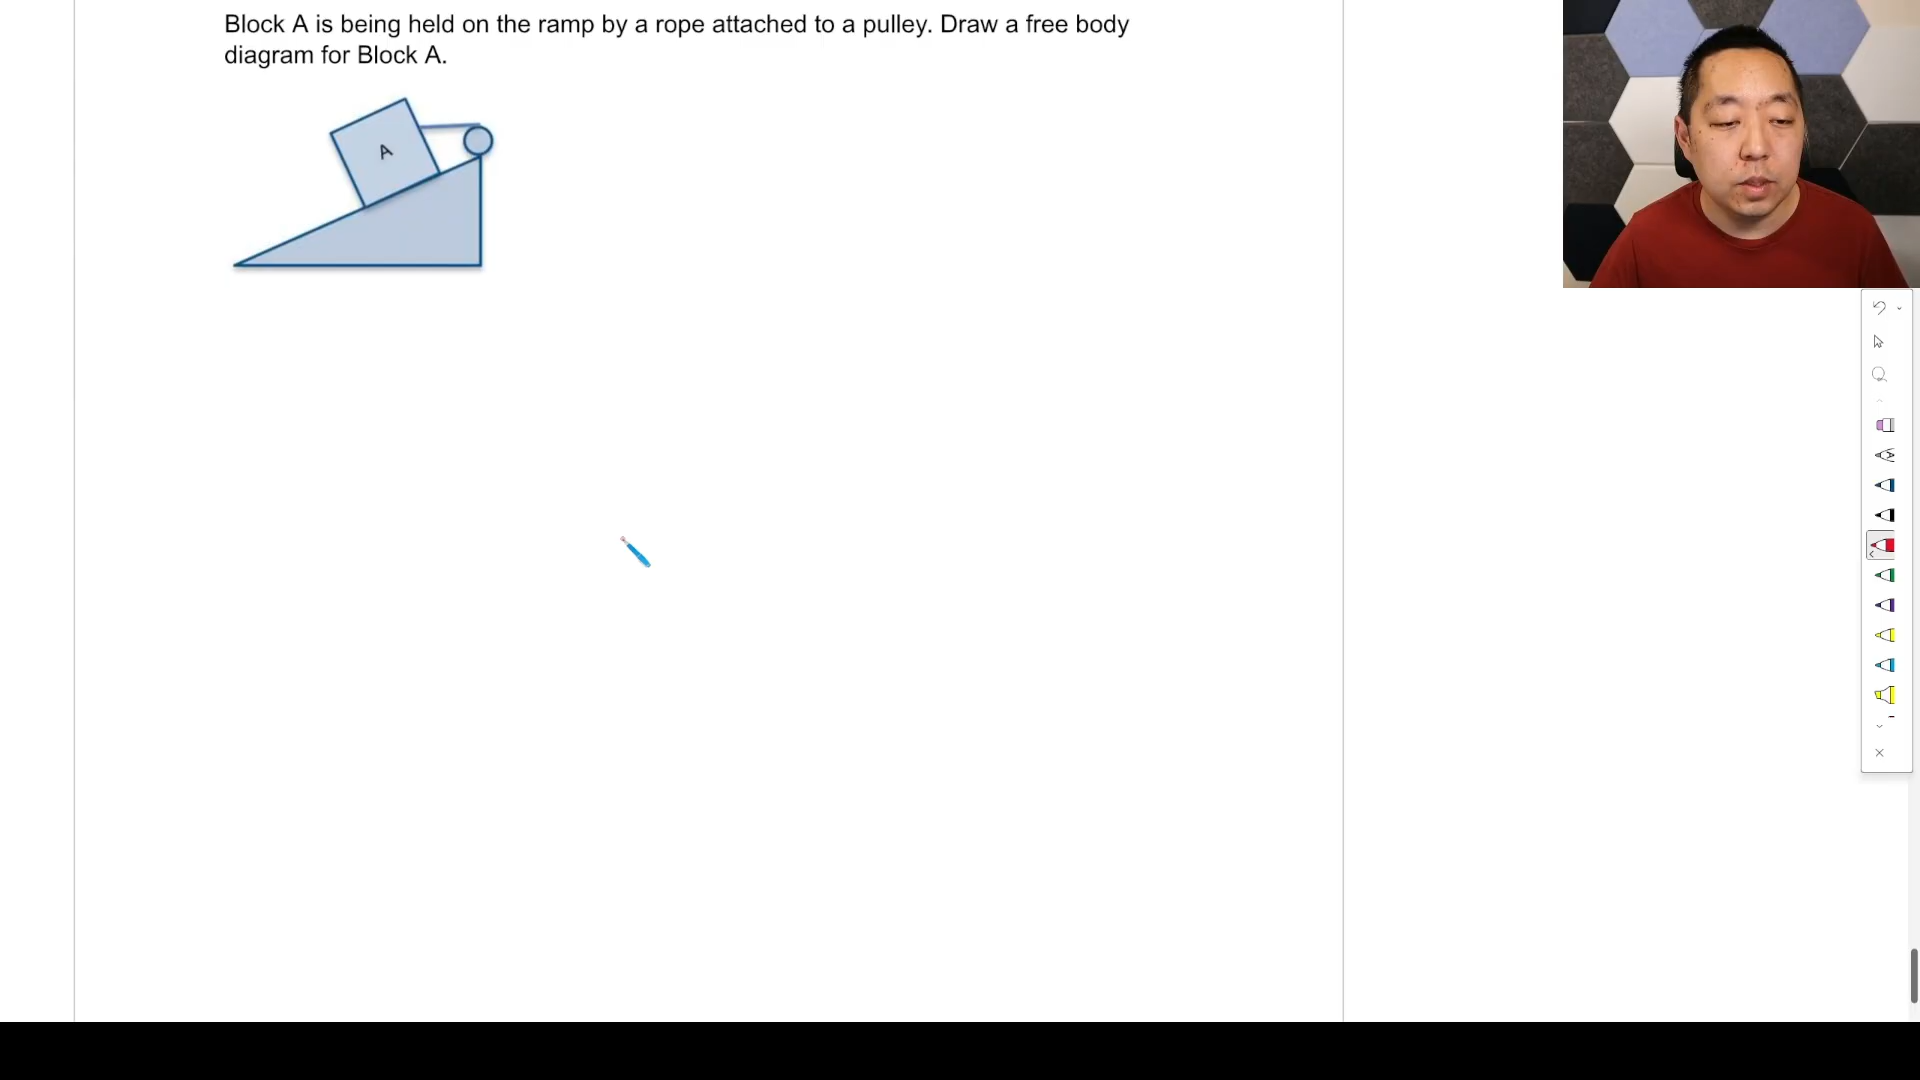 Block A is being held on the ramp by a rope attached to a pulley. Draw a free body
diagram for Block A.
A